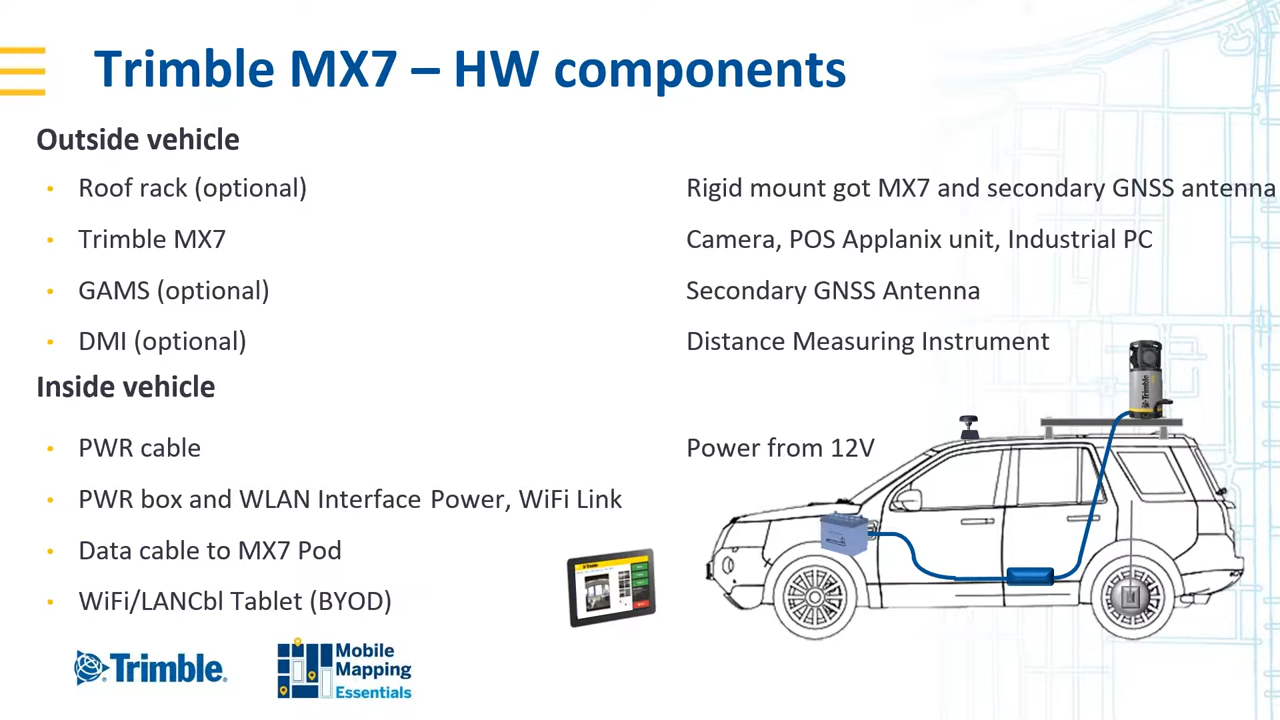 Trimble MX7 – HW components
Outside vehicle
• Roof rack (optional) Rigid mount got MX7 and secondary GNSS antenna
• Trimble MX7 Camera, POS Applanix unit, Industrial PC
• GAMS (optional) Secondary GNSS Antenna
• DMI (optional) Distance Measuring Instrument
Inside vehicle
• PWR cable Power from 12V
• PWR box and WLAN Interface Power, WiFi Link
• Data cable to MX7 Pod
• WiFi/LANCbl Tablet (BYOD)
Trimble
Trimble.
Mobile
Mapping
Essentials